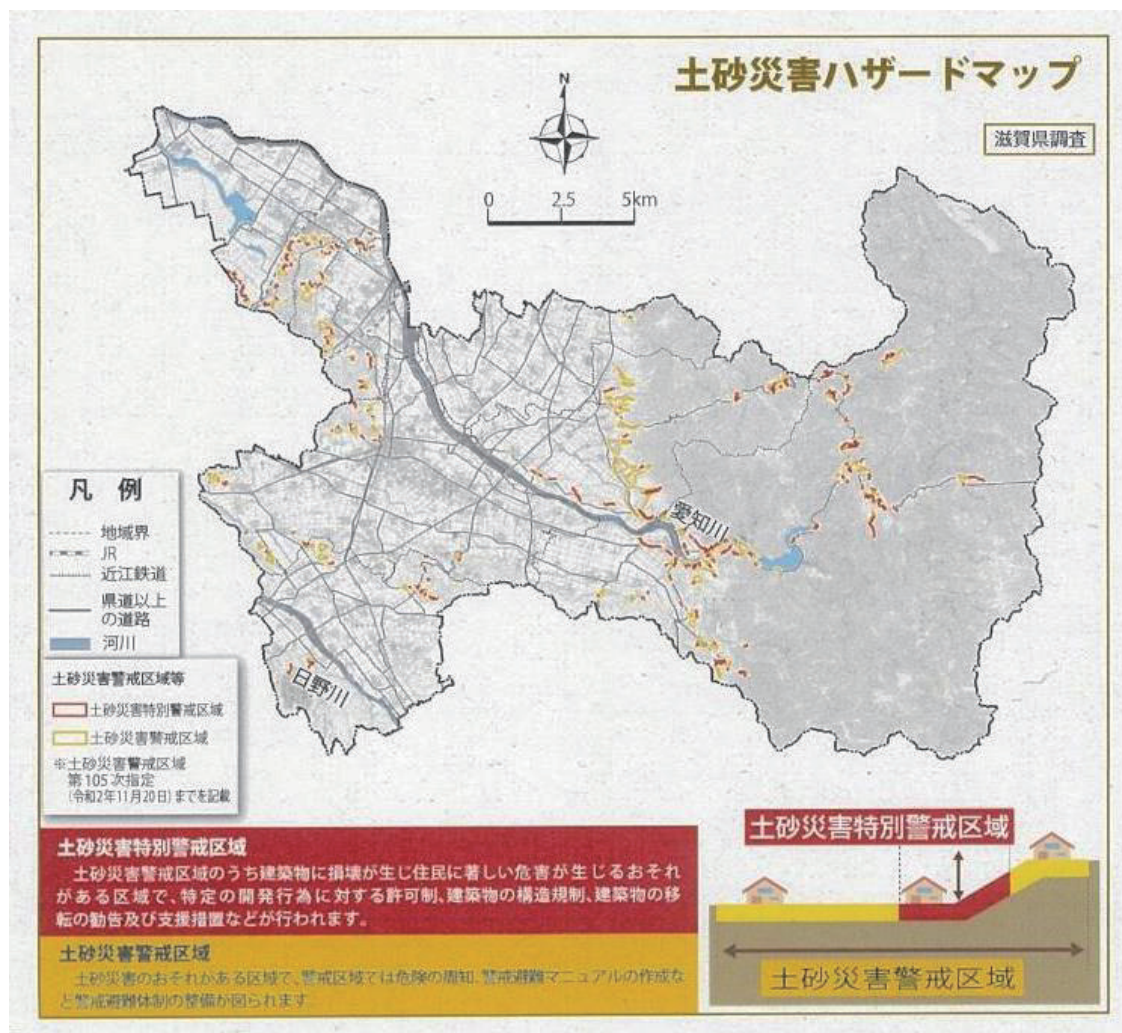 土砂災害ハザードマップ
滋賀県調査
N
0 2.5 5km
愛知川
日野川
凡 例
地域界
JR
近江鉄道
県道以上
の道路
河川
土砂災害警戒区域等
土砂災害特別警戒区域
土砂災害警戒区域
※土砂災害警戒区域
第105次指定
(令和2年11月20日)までを記載
土砂災害特別警戒区域
土砂災害警戒区域のうち建築物に損壊が生じ住民に著しい危害が生じるおそれ
がある区域で、特定の開発行為に対する許可制、建築物の構造規制、建築物の移
転の勧告及び支援措置などが行われます。
土砂災害警戒区域
土砂災害のおそれがある区域で、警戒区域では危険の周知、警戒避難マニュアルの作成な
ど警戒避難体制の整備が図られます
土砂災害特別警戒区域
土砂災害警戒区域